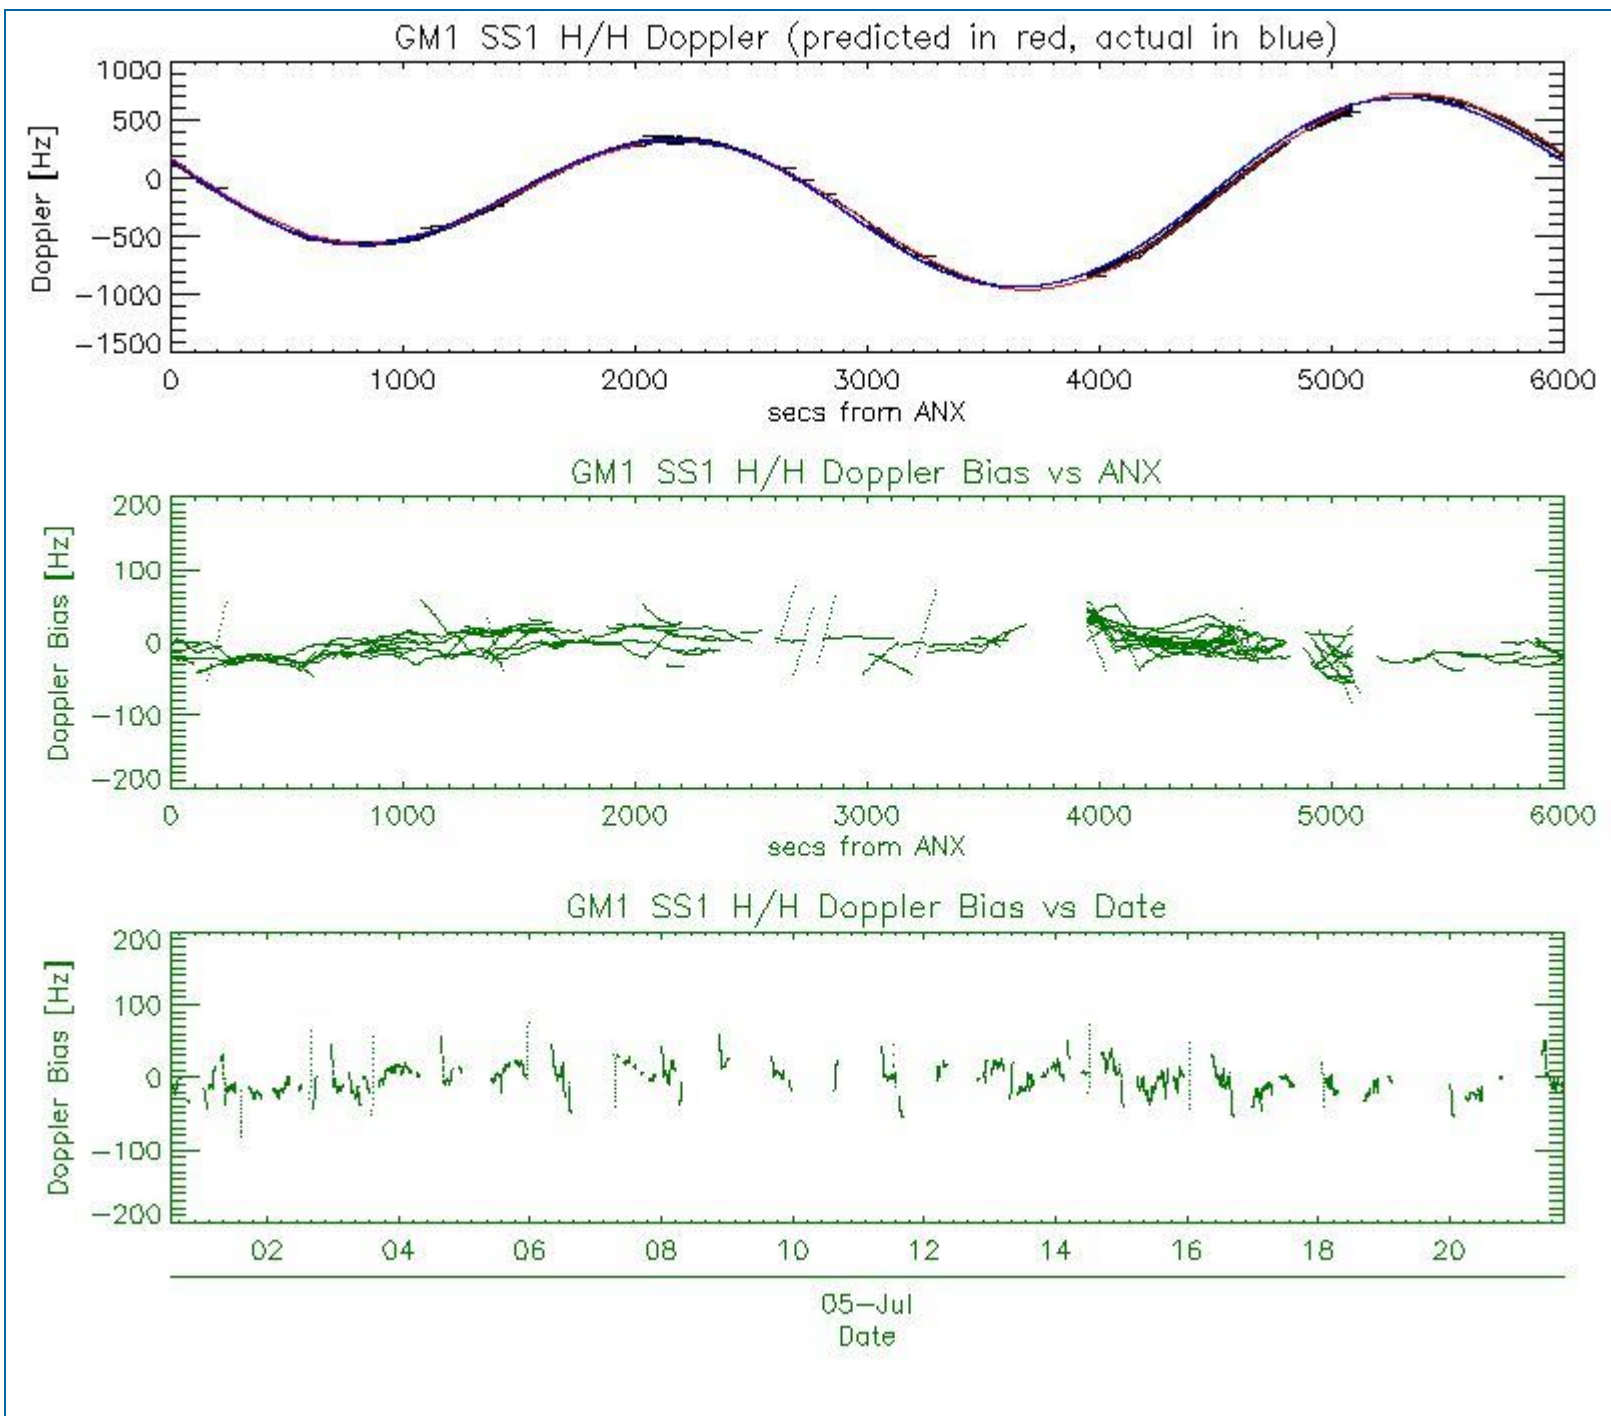 GM1 SS1 H/H Doppler (predicted in red, actual in blue)
1000
500
0
-500
-1000
-1500
Doppler [Hz]
0 1000 2000 3000 4000 5000 6000
secs from ANX
GM1 SS1 H/H Doppler Bias vs ANX
200
100
0
-100
-200
Doppler Bias [Hz]
0 1000 2000 3000 4000 5000 6000
secs from ANX
GM1 SS1 H/H Doppler Bias vs Date
200
100
0
-100
-200
Doppler Bias [Hz]
02 04 06 08 10 12 14 16 18 20
05-Jul
Date